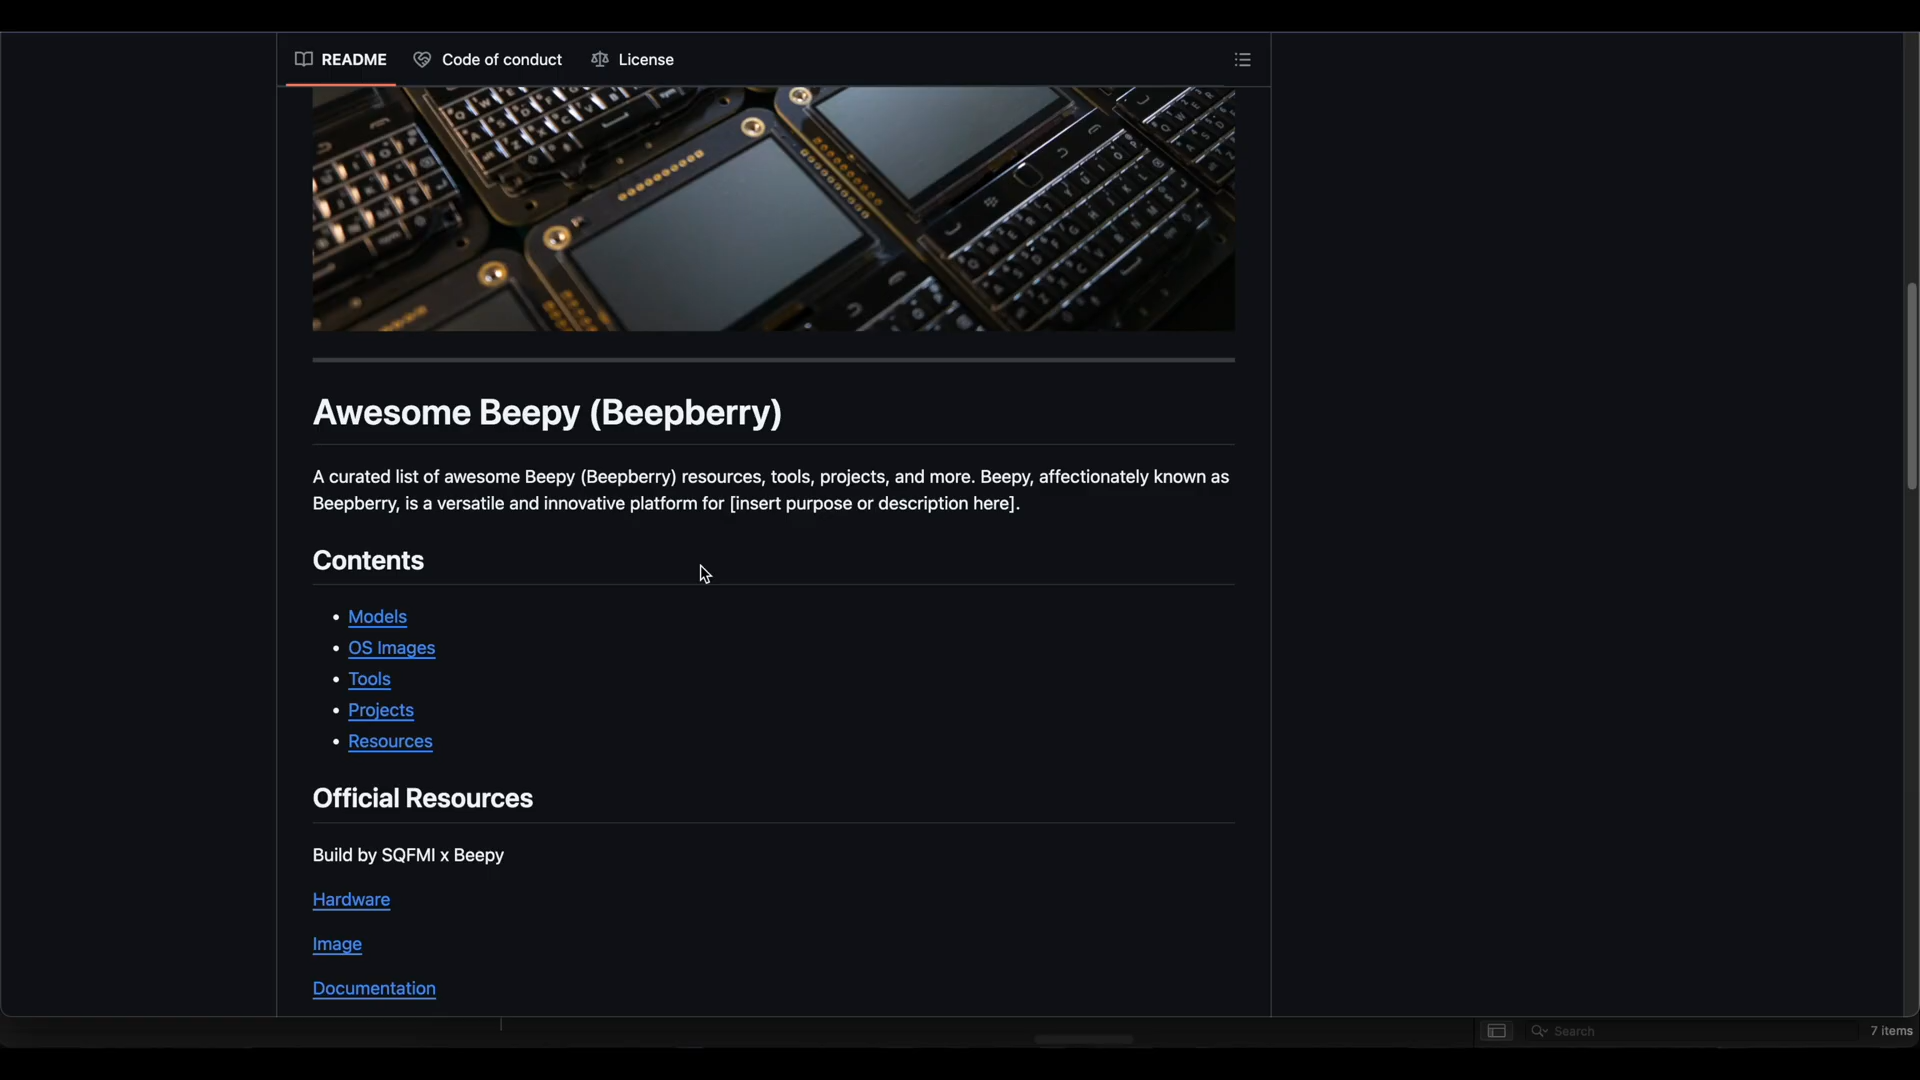 README Code of conduct License
Awesome Beepy (Beepberry)
A curated list of awesome Beepy (Beepberry) resources, tools, projects, and more. Beepy, affectionately known as
Beepberry, is a versatile and innovative platform for [insert purpose or description here].
Contents
Models
OS Images
Tools
Projects
Resources
Official Resources
Build by SQFMI x Beepy
Hardware
Image
Documentation
Search 7 items